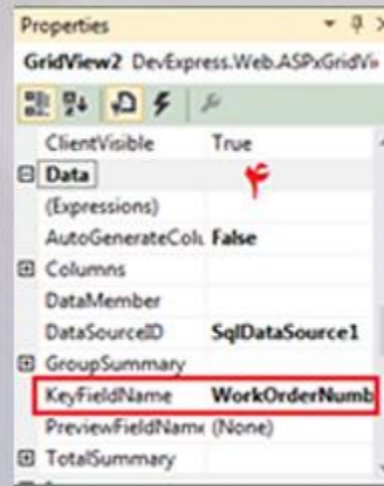 Properties
GridView2 DevExpress.Web.ASPxGridVi
ClientVisible True
Data ۴
(Expressions)
AutoGenerateColu False
Columns
DataMember
DataSourceID SqlDataSource1
GroupSummary
KeyFieldName WorkOrderNumb
PreviewFieldName (None)
TotalSummary